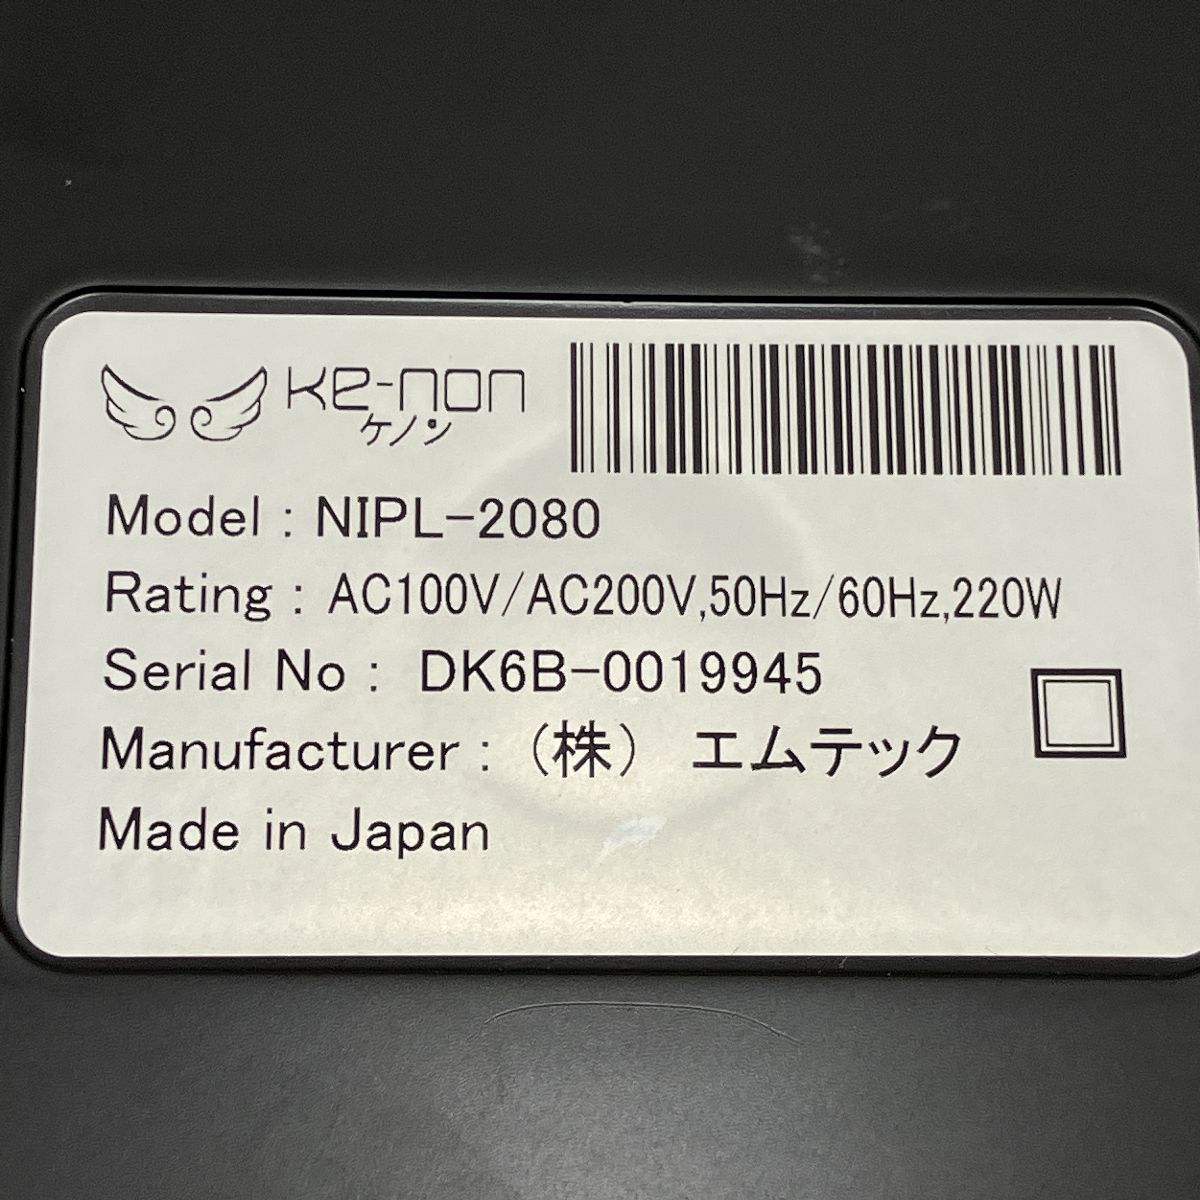 ke-non
ケノン
Model : NIPL-2080
Rating : AC100V/AC200V,50Hz/60Hz,220W
Serial No : DK6B-0019945
Manufacturer : （株） エムテック
Made in Japan